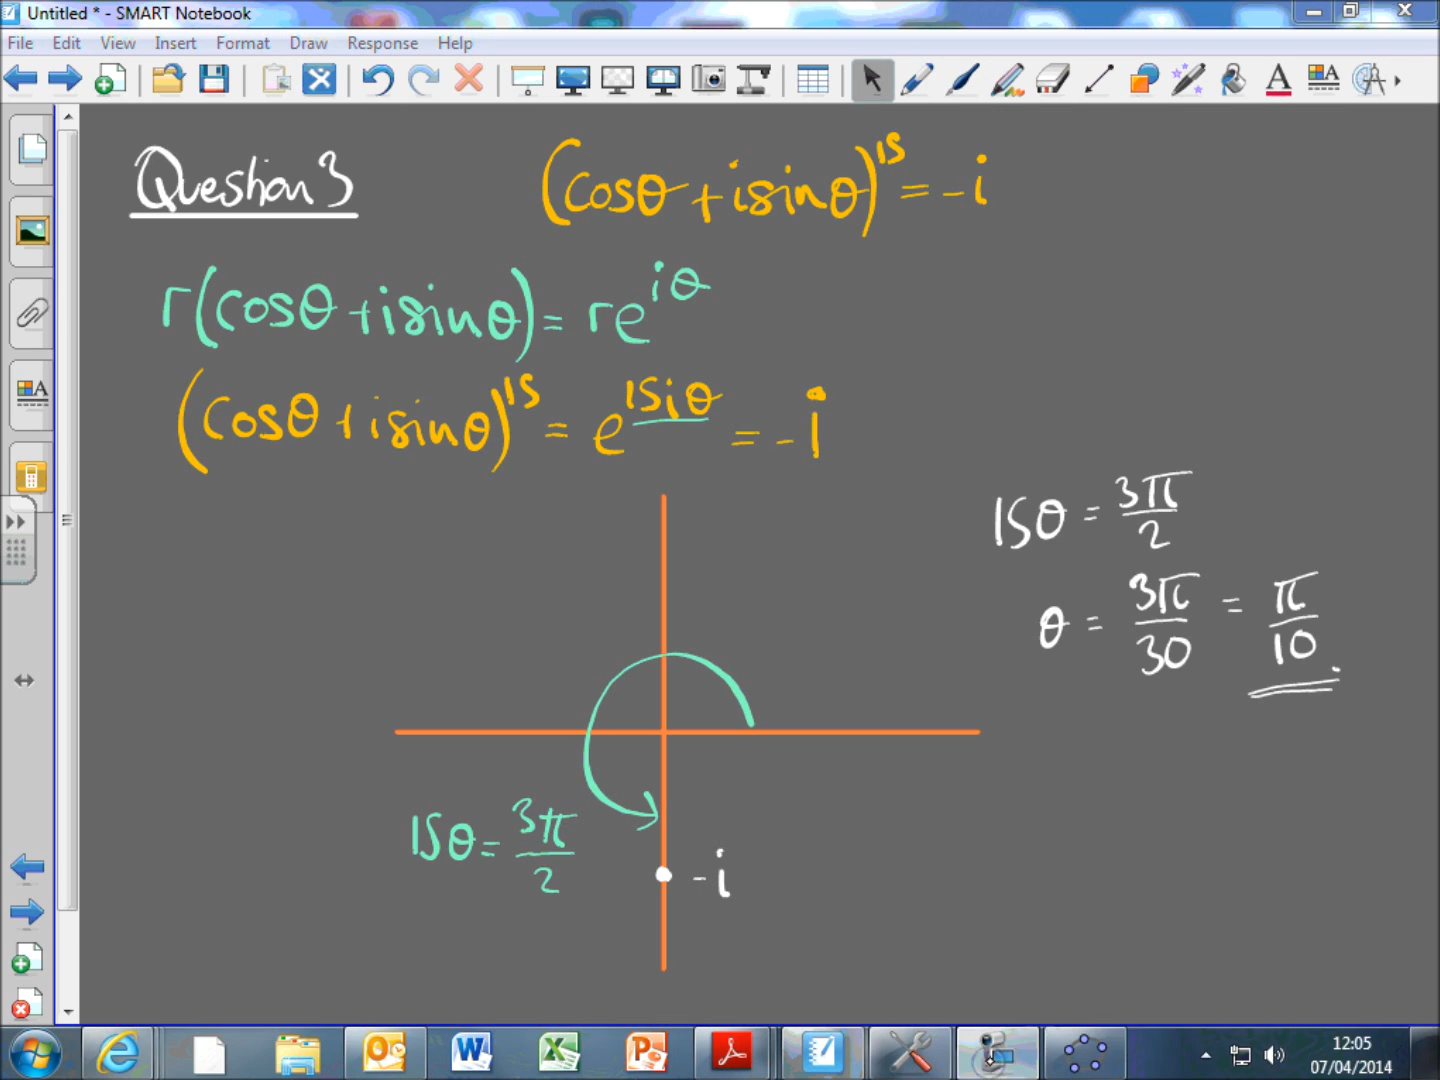 Untitled * - SMART Notebook
File Edit View Insert Format Draw Response Help
Question 3
(cosθ + isinθ)^15 = -i
r(cosθ + isinθ) = re^iθ
(cosθ + isinθ)^15 = e^15iθ = -i
15θ = 3π/2
θ = 3π/30 = π/10
15θ = 3π/2
-i
12:05
07/04/2014